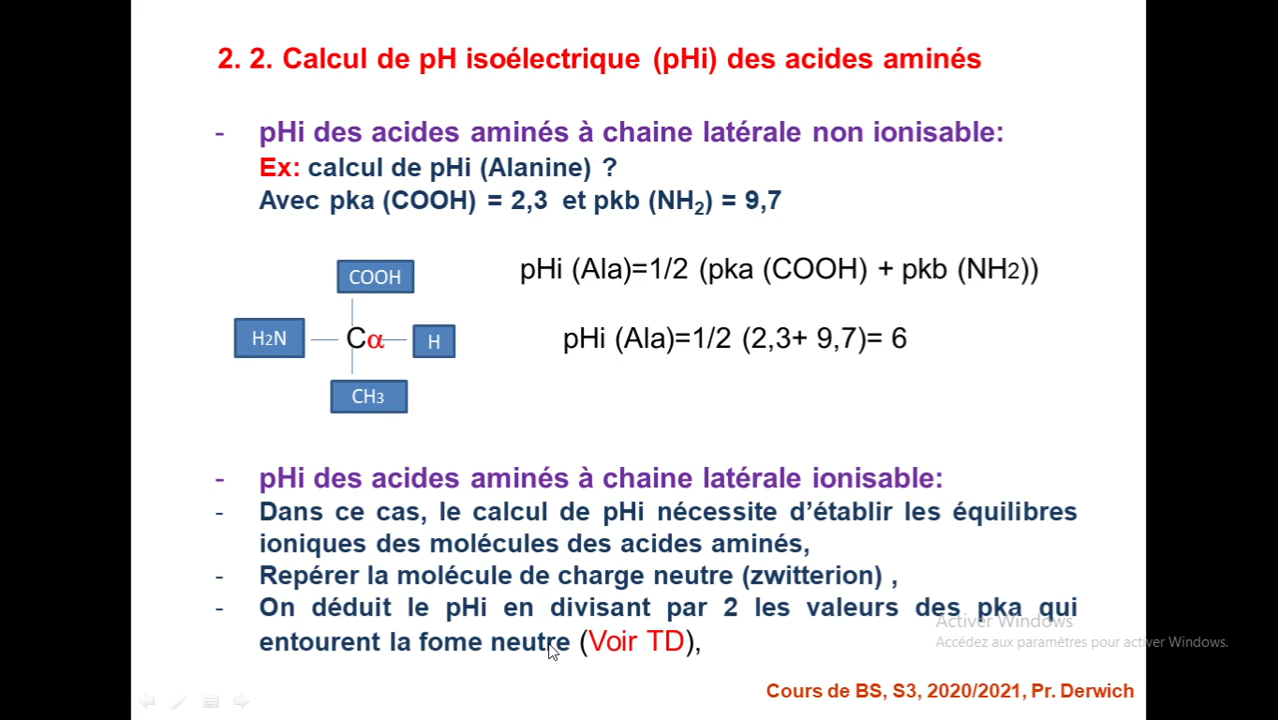 2. 2. Calcul de pH isoélectrique (pHi) des acides aminés
- pHi des acides aminés à chaine latérale non ionisable:
Ex: calcul de pHi (Alanine) ?
Avec pka (COOH) = 2,3 et pkb (NH2) = 9,7
COOH
H2N
Cα
H
CH3
pHi (Ala)=1/2 (pka (COOH) + pkb (NH2))
pHi (Ala)=1/2 (2,3+ 9,7)= 6
- pHi des acides aminés à chaine latérale ionisable:
- Dans ce cas, le calcul de pHi nécessite d’établir les équilibres
ioniques des molécules des acides aminés,
- Repérer la molécule de charge neutre (zwitterion) ,
- On déduit le pHi en divisant par 2 les valeurs des pka qui
entourent la fome neutre (Voir TD),
Activer Windows
Accédez aux paramètres pour activer Windows.
Cours de BS, S3, 2020/2021, Pr. Derwich